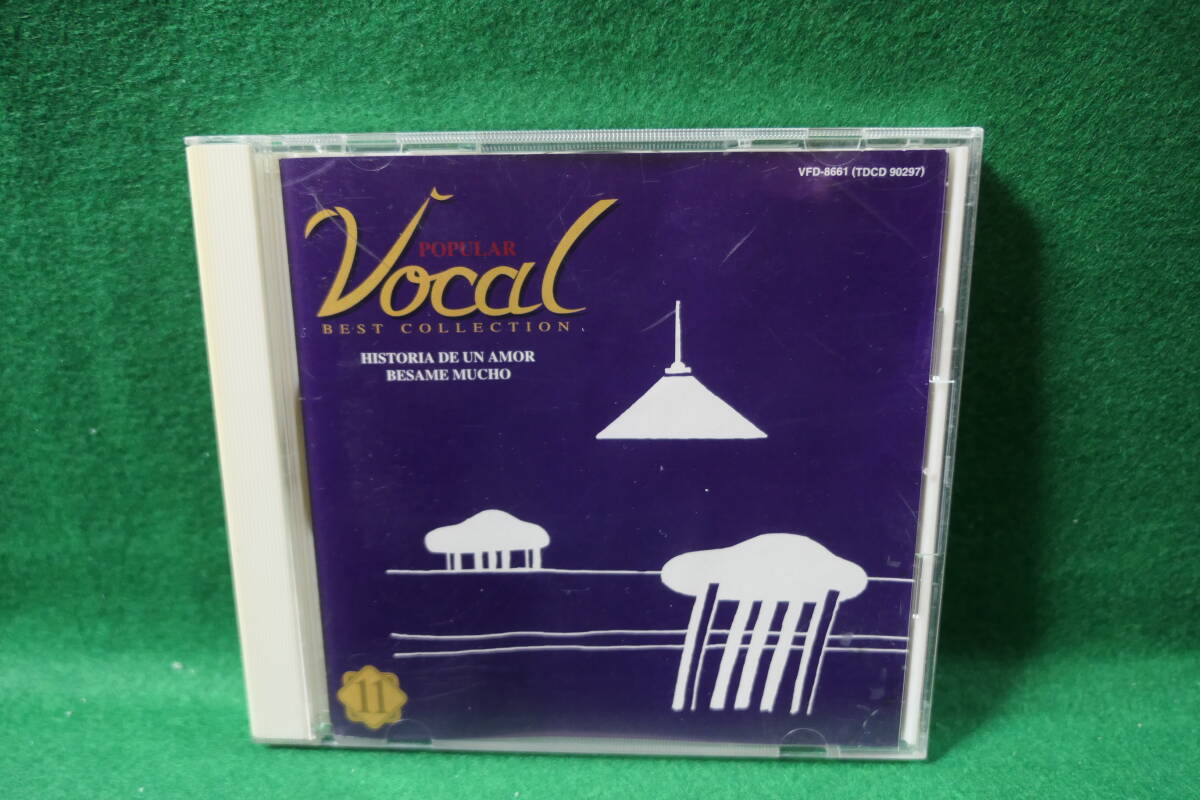 VFD-8661 (TDCD 90297)
POPULAR
Vocal
BEST COLLECTION
HISTORIA DE UN AMOR
BESAME MUCHO
11